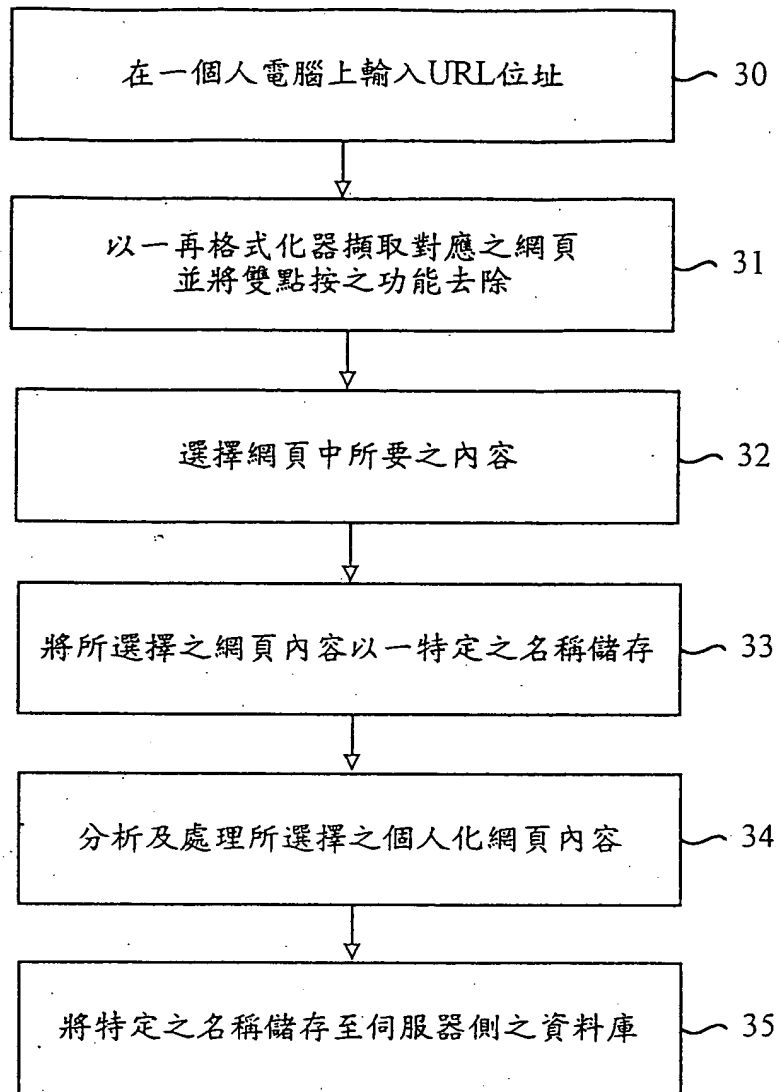 在一個人電腦上輸入URL位址
30
以一再格式化器擷取對應之網頁
並將雙點按之功能去除
31
選擇網頁中所要之內容
32
將所選擇之網頁內容以一特定之名稱儲存
33
分析及處理所選擇之個人化網頁內容
34
將特定之名稱儲存至伺服器側之資料庫
35